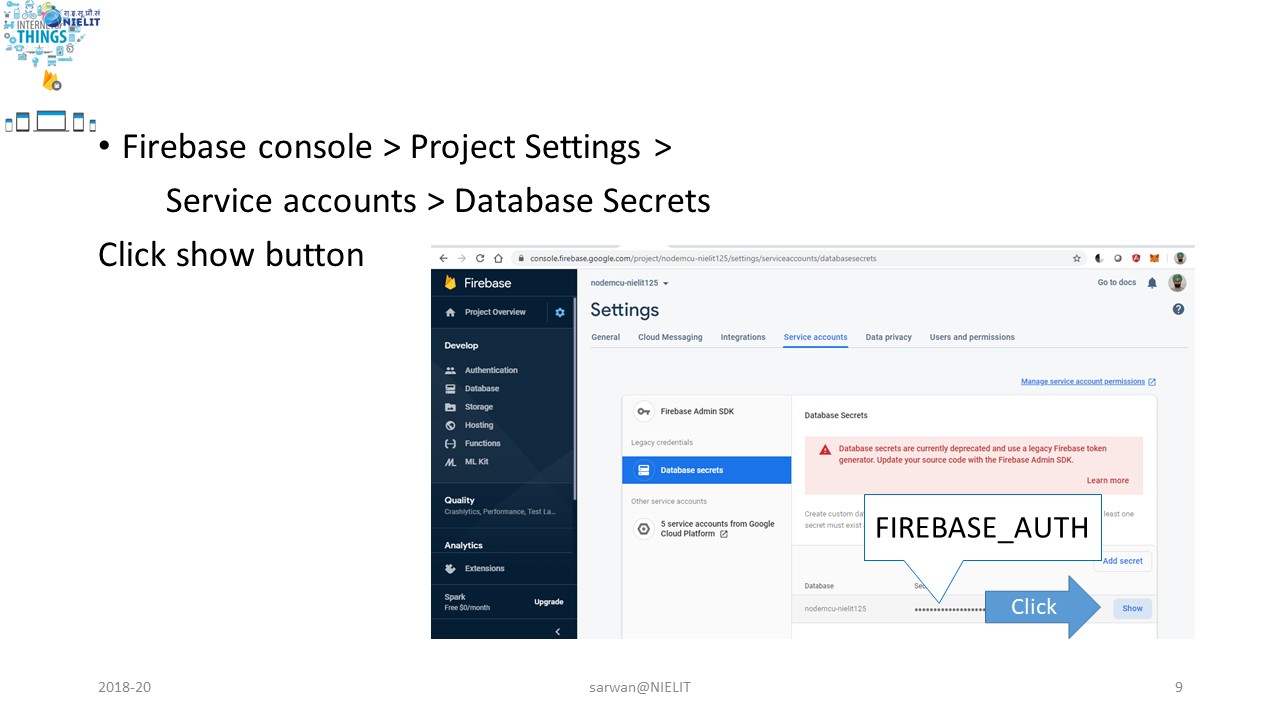 रा.इ.सू.प्रौ.सं
NIELIT
INTERNET OF
THINGS
• Firebase console > Project Settings >
Service accounts > Database Secrets
Click show button
console.firebase.google.com/project/nodemcu-nielit125/settings/serviceaccounts/databasesecrets
Firebase
nodemcu-nielit125
Go to docs
Project Overview
Settings
General Cloud Messaging Integrations Service accounts Data privacy Users and permissions
Develop
Authentication
Database
Storage
Hosting
Functions
ML Kit
Manage service account permissions
Firebase Admin SDK
Legacy credentials
Database secrets
Other service accounts
5 service accounts from Google
Cloud Platform
Database Secrets
Database secrets are currently deprecated and use a legacy Firebase token
generator. Update your source code with the Firebase Admin SDK.
Learn more
Create custom da
least one
secret must exist
FIREBASE_AUTH
Add secret
Quality
Crashlytics, Performance, Test La...
Analytics
Extensions
Spark
Free $0/month
Upgrade
Database
nodemcu-nielit125
••••••••••••••••••
Click
Show
2018-20 sarwan@NIELIT 9